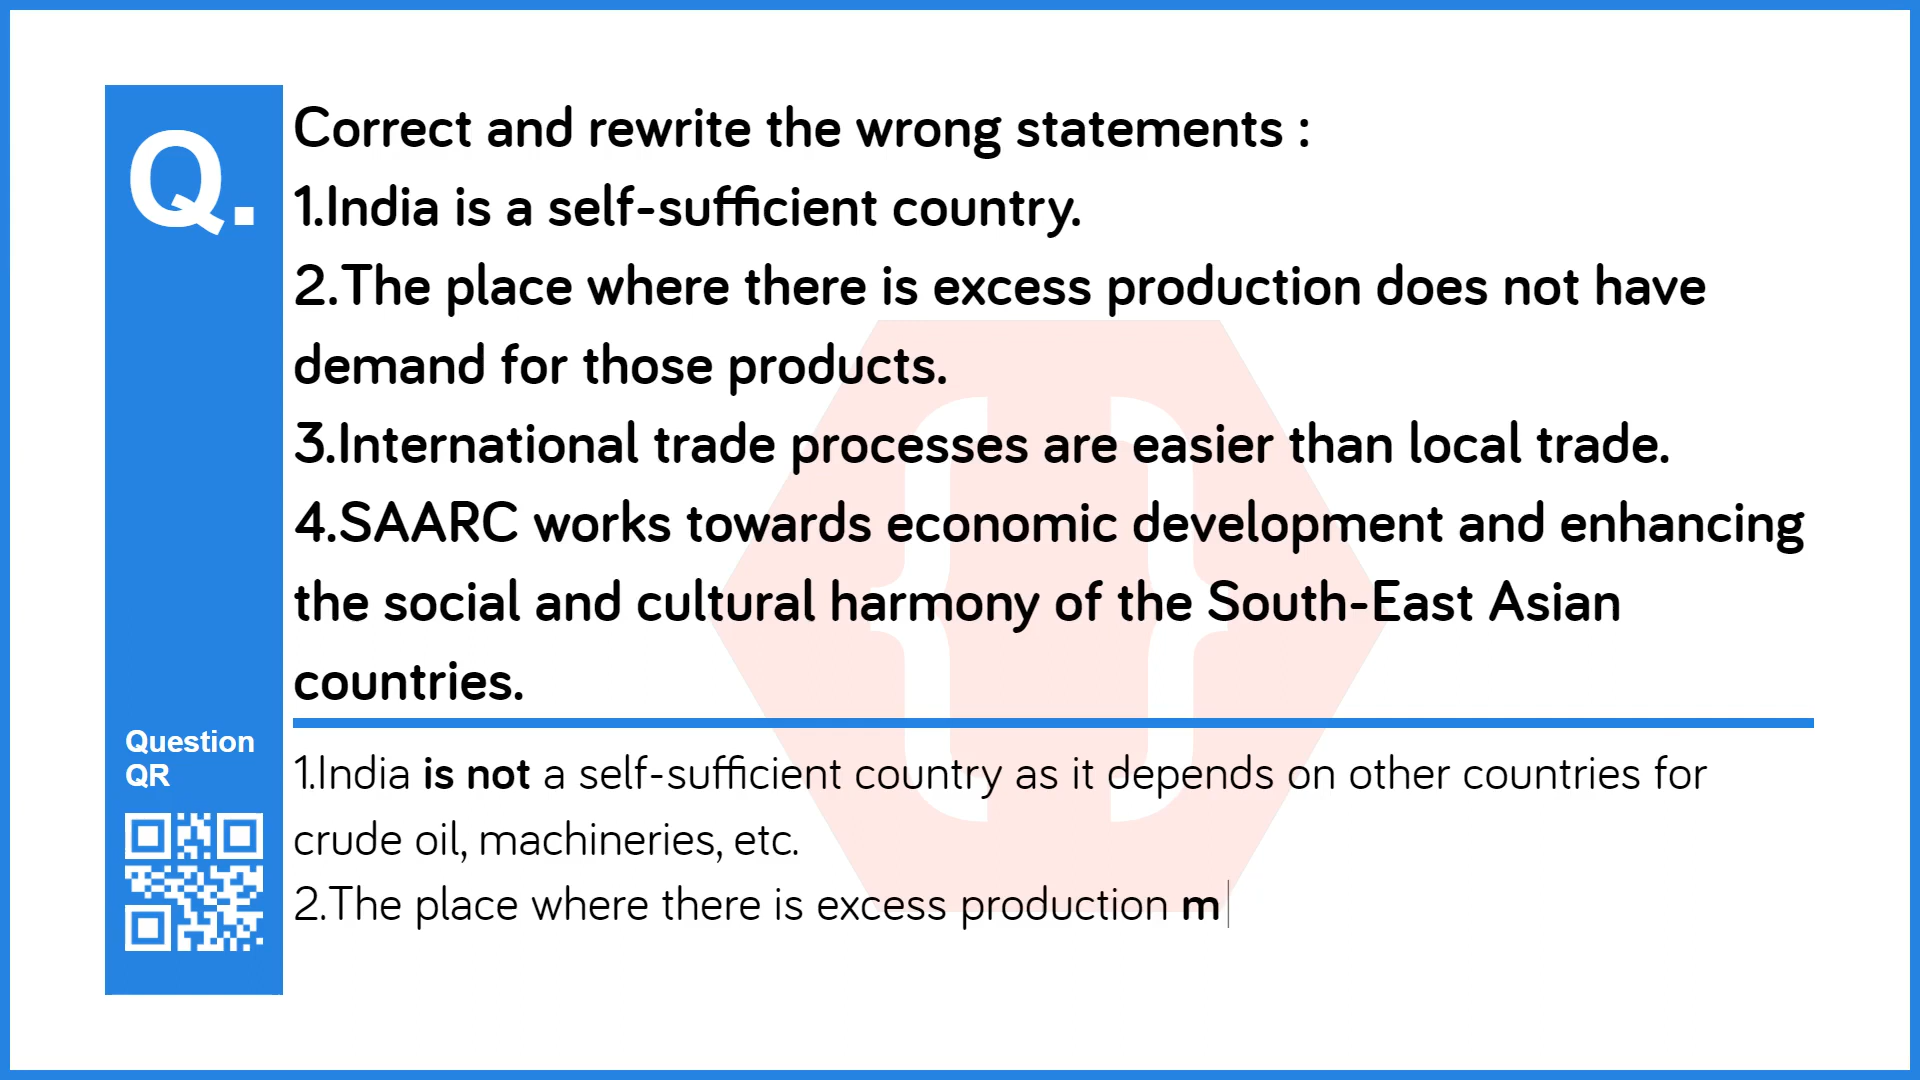 Q.
Correct and rewrite the wrong statements :
1.India is a self-sufficient country.
2.The place where there is excess production does not have
demand for those products.
3.International trade processes are easier than local trade.
4.SAARC works towards economic development and enhancing
the social and cultural harmony of the South-East Asian
countries.
Question
QR
1.India is not a self-sufficient country as it depends on other countries for
crude oil, machineries, etc.
2.The place where there is excess production m